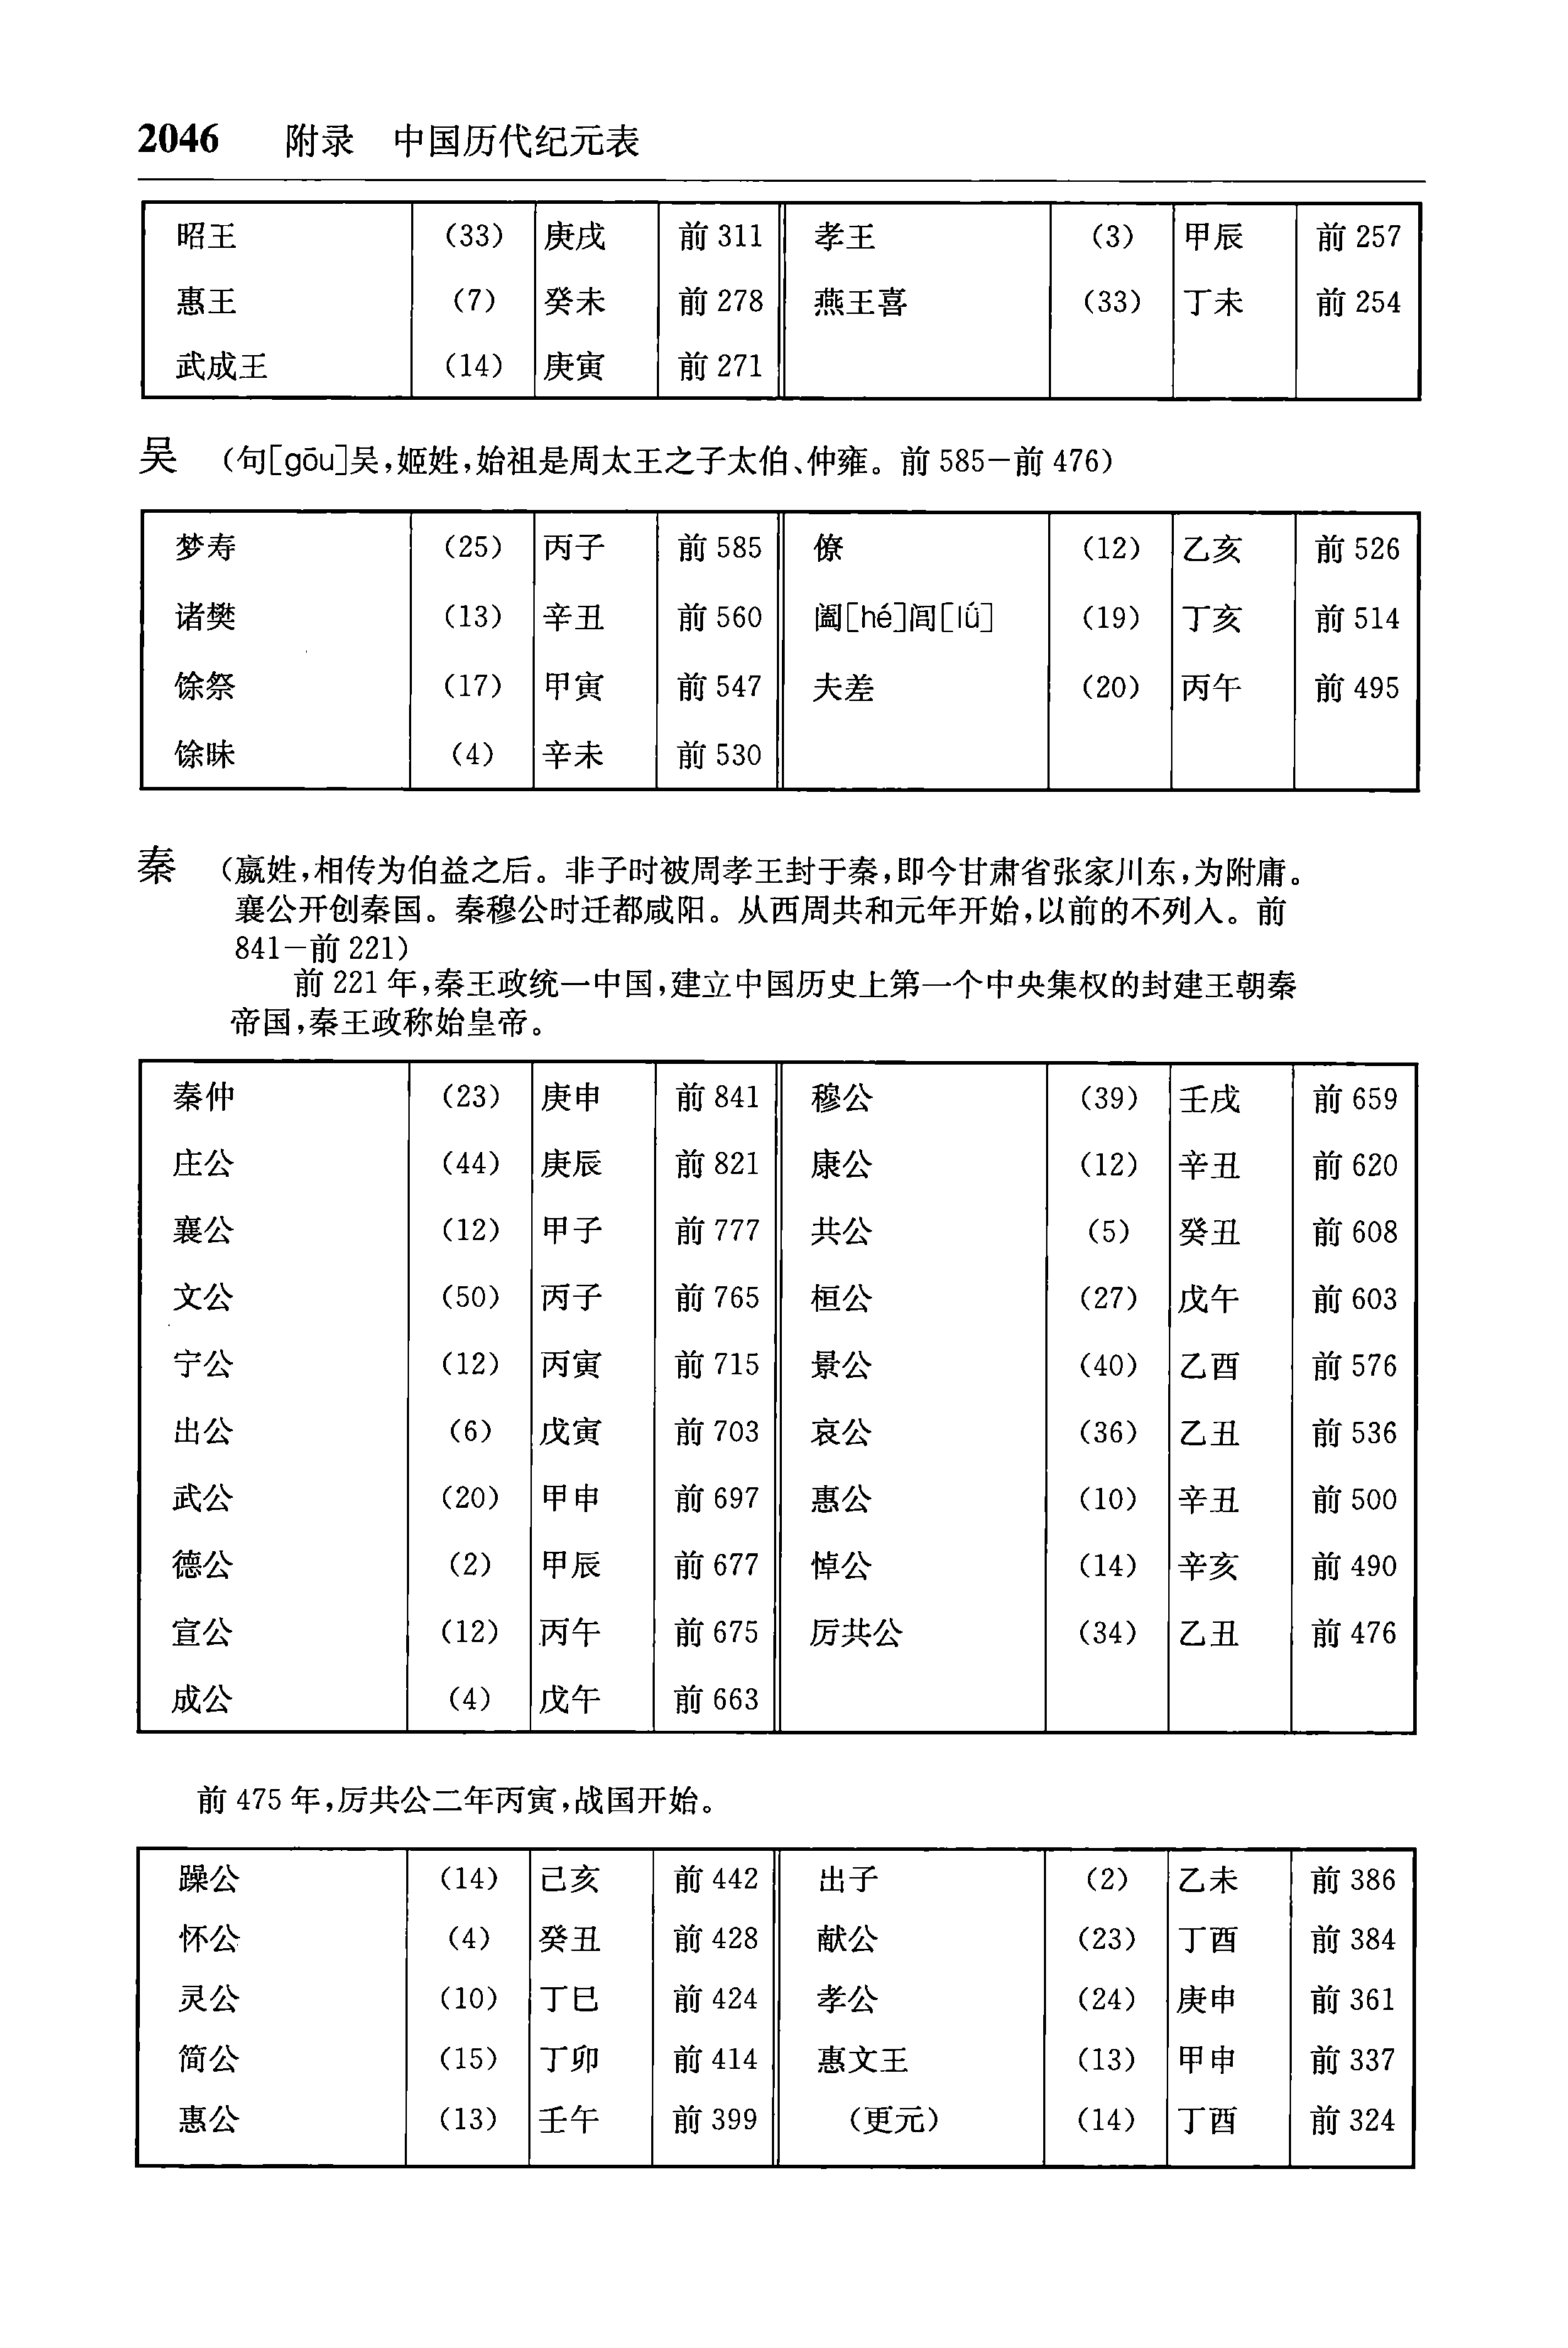 2046 附录 中国历代纪元表
昭王 (33) 庚戌 前 311 孝王 (3) 甲辰 前 257
惠王 (7) 癸未 前 278 燕王喜 (33) 丁未 前 254
武成王 (14) 庚寅 前 271
吴 (句[gōu]吴,姬姓,始祖是周太王之子太伯、仲雍。前 585－前 476)
梦寿 (25) 丙子 前 585 僚 (12) 乙亥 前 526
诸樊 (13) 辛丑 前 560 阖[hé]闾[lǘ] (19) 丁亥 前 514
馀祭 (17) 甲寅 前 547 夫差 (20) 丙午 前 495
馀昧 (4) 辛未 前 530
秦 (嬴姓,相传为伯益之后。非子时被周孝王封于秦,即今甘肃省张家川东,为附庸。
襄公开创秦国。秦穆公时迁都咸阳。从西周共和元年开始,以前的不列入。前
841－前 221)
前 221 年,秦王政统一中国,建立中国历史上第一个中央集权的封建王朝秦
帝国,秦王政称始皇帝。
秦仲 (23) 庚申 前 841 穆公 (39) 壬戌 前 659
庄公 (44) 庚辰 前 821 康公 (12) 辛丑 前 620
襄公 (12) 甲子 前 777 共公 (5) 癸丑 前 608
文公 (50) 丙子 前 765 桓公 (27) 戊午 前 603
宁公 (12) 丙寅 前 715 景公 (40) 乙酉 前 576
出公 (6) 戊寅 前 703 哀公 (36) 乙丑 前 536
武公 (20) 甲申 前 697 惠公 (10) 辛丑 前 500
德公 (2) 甲辰 前 677 悼公 (14) 辛亥 前 490
宣公 (12) 丙午 前 675 厉共公 (34) 乙丑 前 476
成公 (4) 戊午 前 663
前 475 年,厉共公二年丙寅,战国开始。
躁公 (14) 己亥 前 442 出子 (2) 乙未 前 386
怀公 (4) 癸丑 前 428 献公 (23) 丁酉 前 384
灵公 (10) 丁巳 前 424 孝公 (24) 庚申 前 361
简公 (15) 丁卯 前 414 惠文王 (13) 甲申 前 337
惠公 (13) 壬午 前 399 (更元) (14) 丁酉 前 324